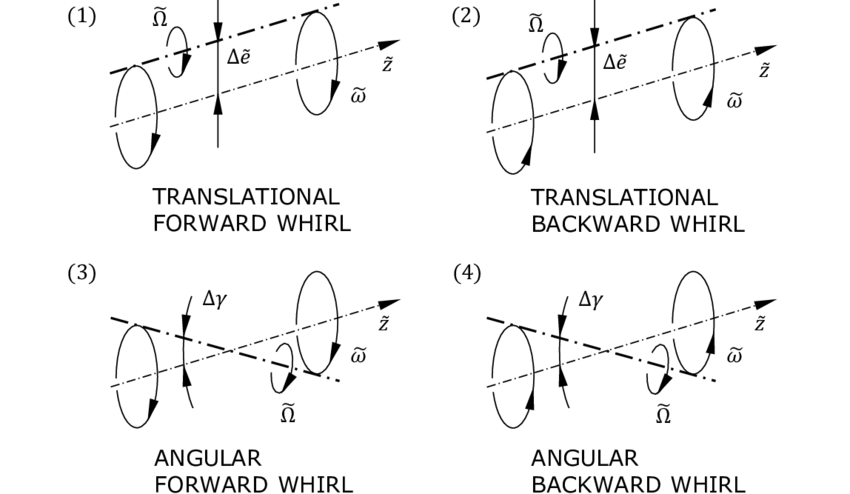 (1)
Ω̃
Δẽ
z̃
ω̃
TRANSLATIONAL
FORWARD WHIRL
(2)
Ω̃
Δẽ
z̃
ω̃
TRANSLATIONAL
BACKWARD WHIRL
(3)
Δγ
z̃
ω̃
Ω̃
ANGULAR
FORWARD WHIRL
(4)
Δγ
z̃
ω̃
Ω̃
ANGULAR
BACKWARD WHIRL